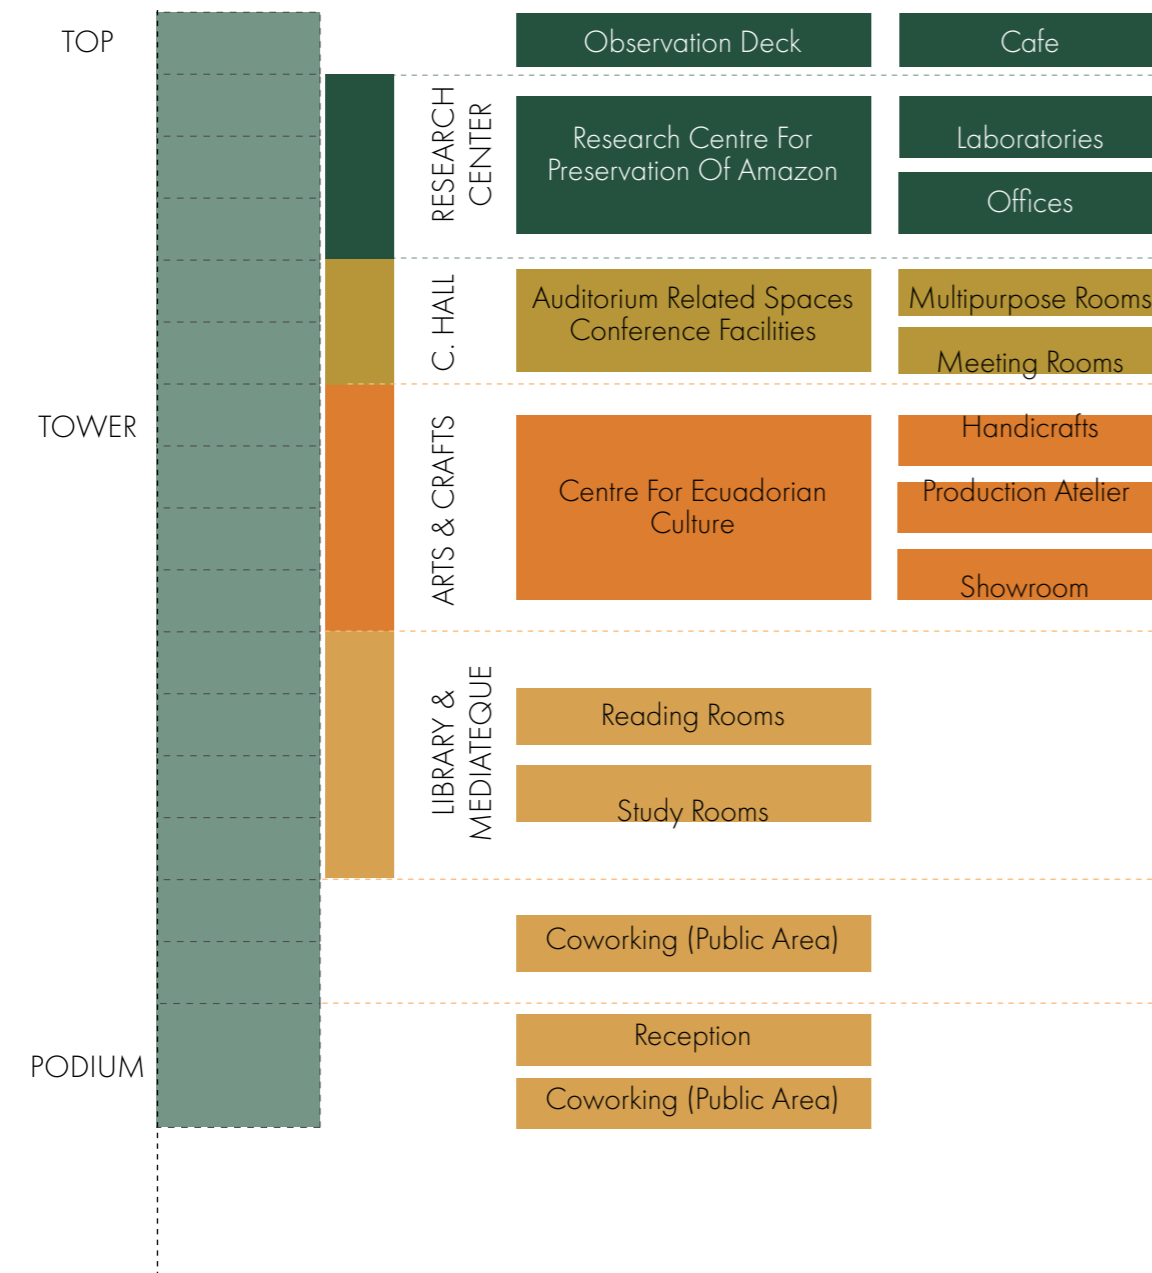 TOP
Observation Deck
Cafe
RESEARCH
CENTER
Research Centre For
Preservation Of Amazon
Laboratories
Offices
C. HALL
Auditorium Related Spaces
Conference Facilities
Multipurpose Rooms
Meeting Rooms
TOWER
ARTS & CRAFTS
Centre For Ecuadorian
Culture
Handicrafts
Production Atelier
Showroom
LIBRARY &
MEDIATEQUE
Reading Rooms
Study Rooms
Coworking (Public Area)
PODIUM
Reception
Coworking (Public Area)